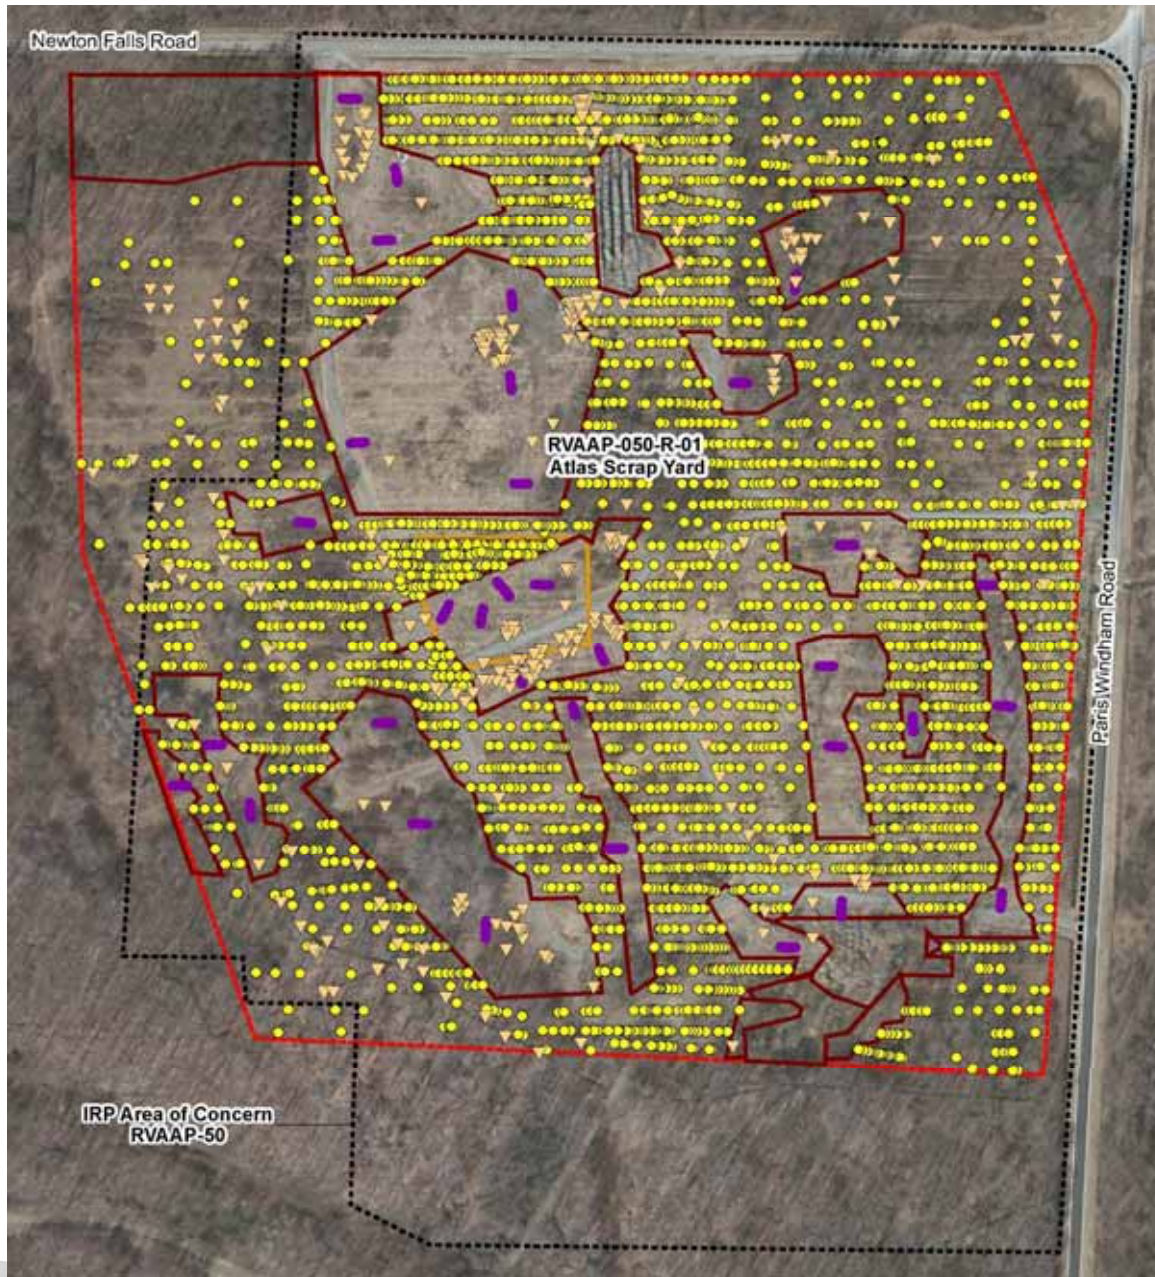 Newton Falls Road
RVAAP-050-R-01
Atlas Scrap Yard
Paris Windham Road
IRP Area of Concern
RVAAP-50